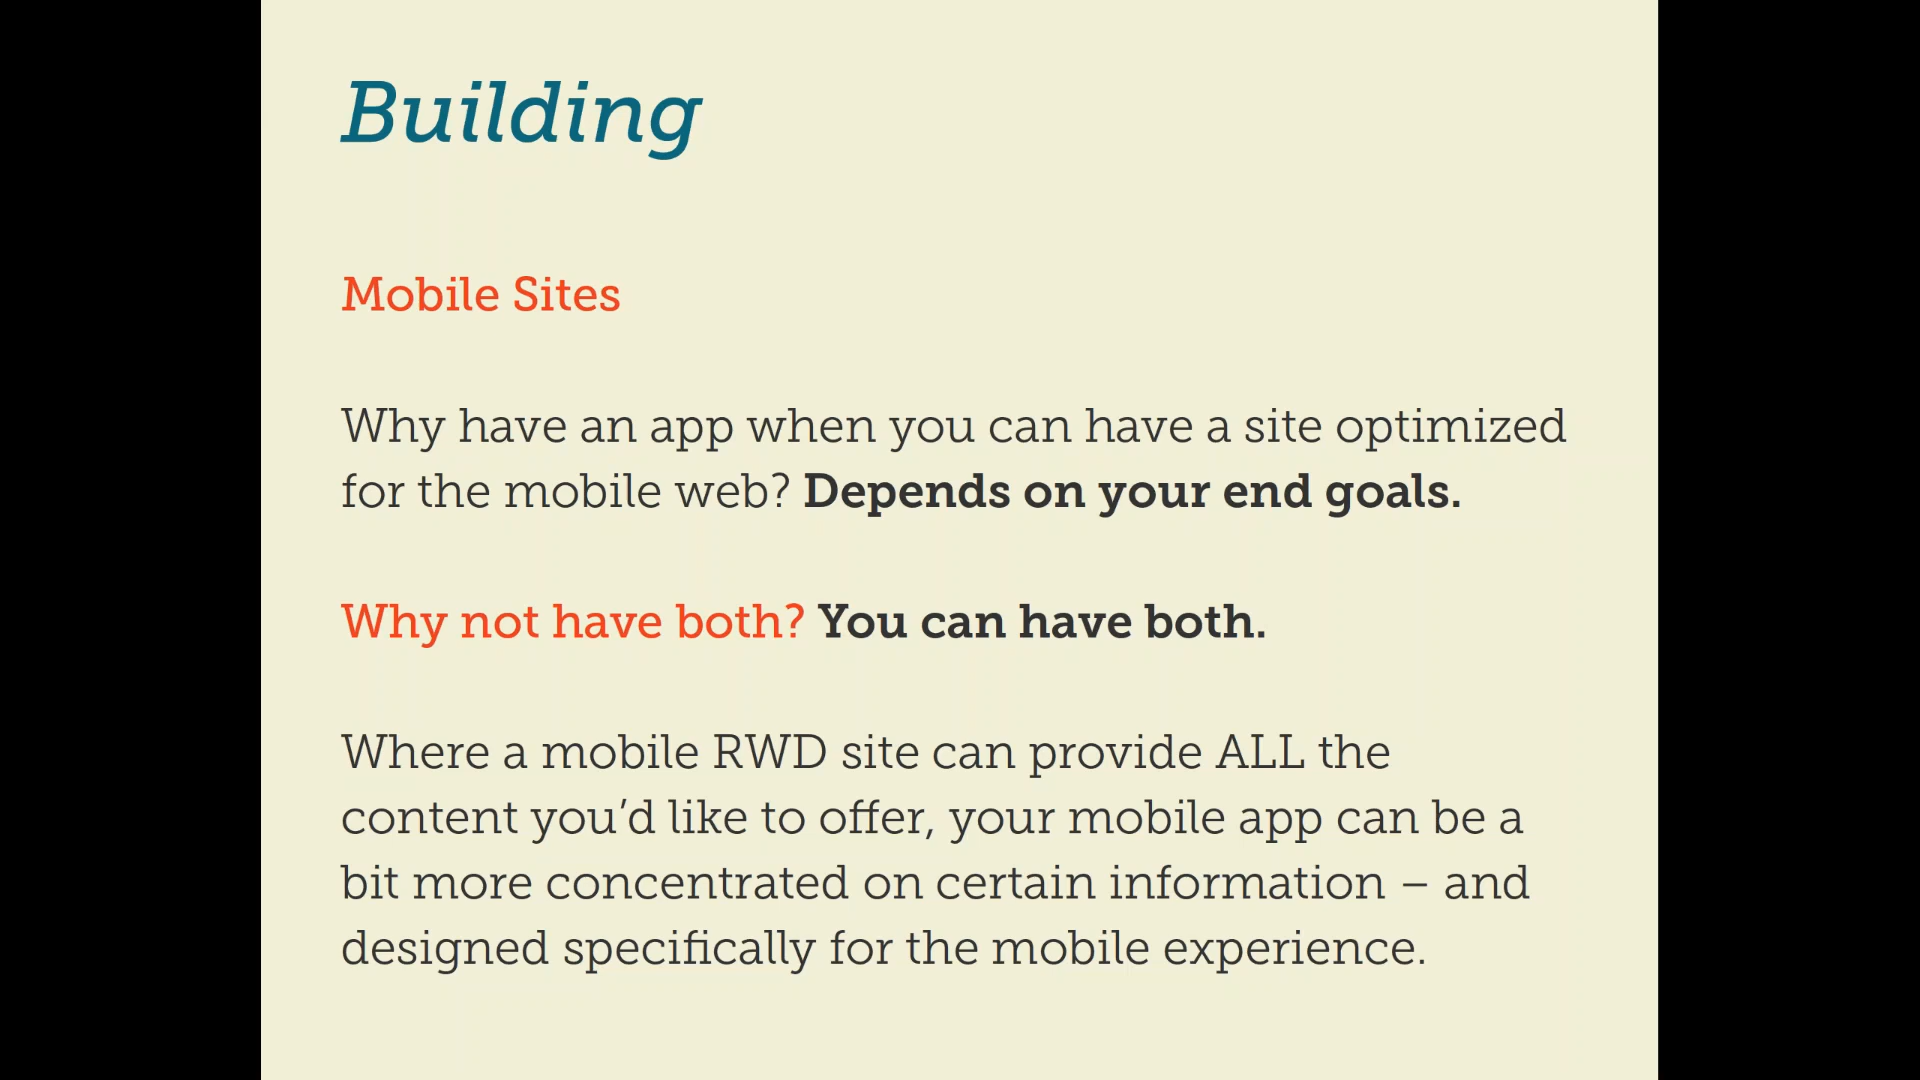 Building
Mobile Sites
Why have an app when you can have a site optimized
for the mobile web? Depends on your end goals.
Why not have both? You can have both.
Where a mobile RWD site can provide ALL the
content you’d like to offer, your mobile app can be a
bit more concentrated on certain information – and
designed specifically for the mobile experience.